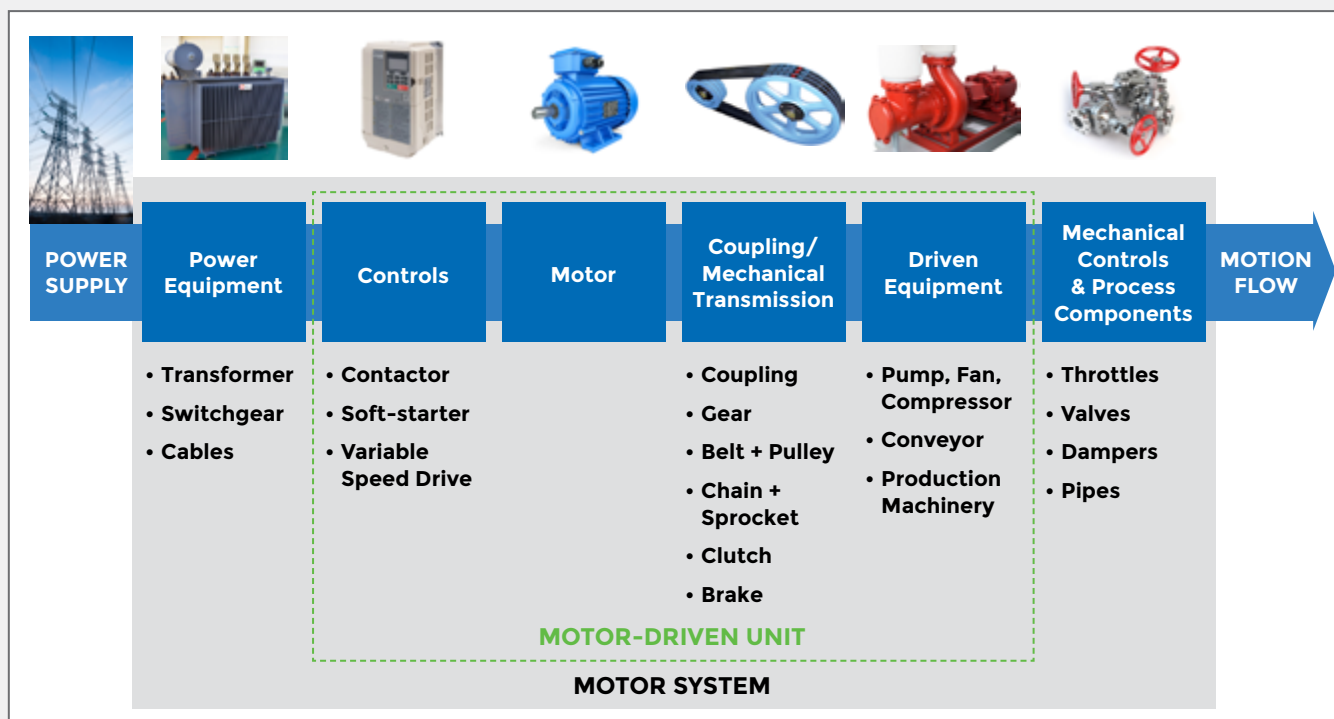 POWER
SUPPLY
Power
Equipment
Controls
Motor
Coupling/
Mechanical
Transmission
Driven
Equipment
Mechanical
Controls
& Process
Components
MOTION
FLOW
• Transformer
• Switchgear
• Cables
• Contactor
• Soft-starter
• Variable
Speed Drive
• Coupling
• Gear
• Belt + Pulley
• Chain +
Sprocket
• Clutch
• Brake
• Pump, Fan,
Compressor
• Conveyor
• Production
Machinery
• Throttles
• Valves
• Dampers
• Pipes
MOTOR-DRIVEN UNIT
MOTOR SYSTEM